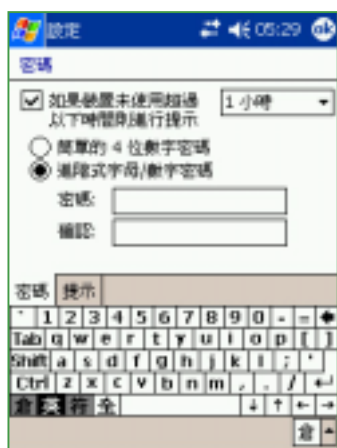 設定 05:29 ok
密碼
如果裝置未使用超過 1 小時
以下時間則進行提示
簡單的 4 位數字密碼
進階式字母/數字密碼
密碼:
確認:
密碼 提示
` 1 2 3 4 5 6 7 8 9 0 - =
Tab q w e r t y u i o p [ ]
Shift a s d f g h j k l ; '
Ctrl z x c v b n m , . /
倉 英 符 全
倉